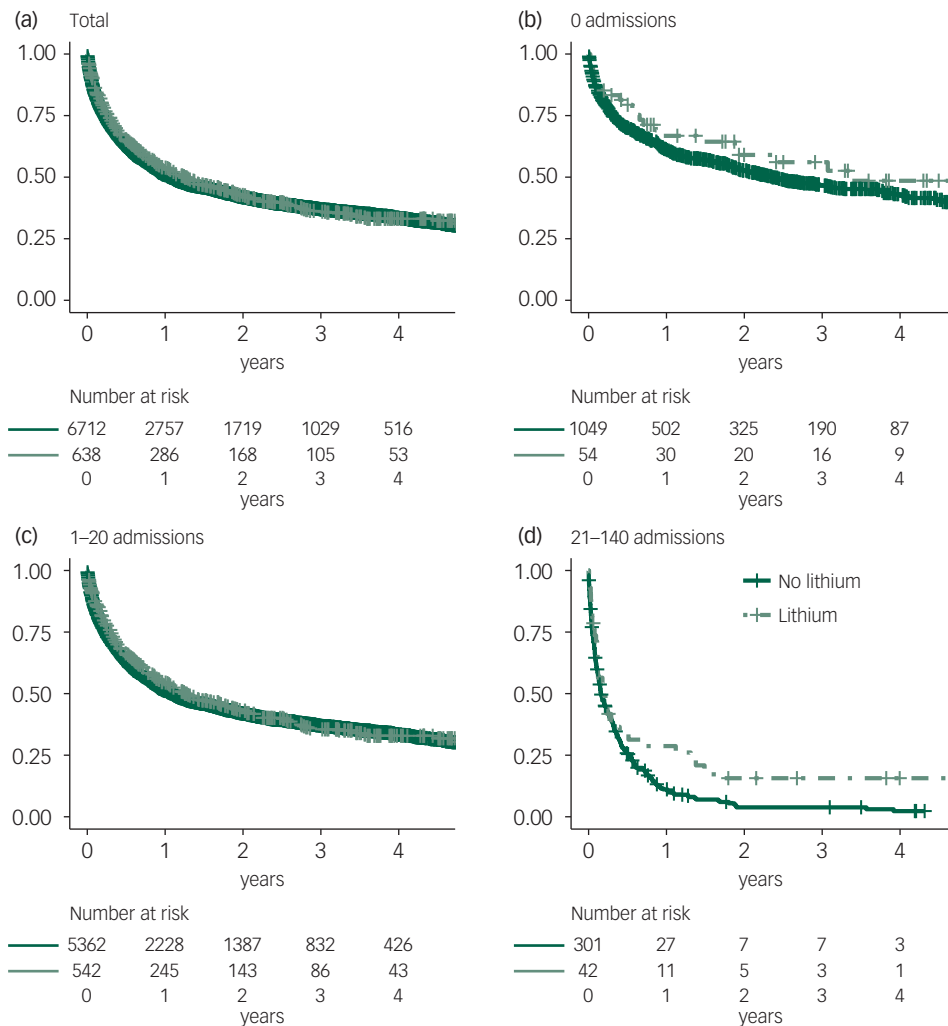 (a) Total
1.00
0.75
0.50
0.25
0.00
0 1 2 3 4
years
Number at risk
6712 2757 1719 1029 516
638 286 168 105 53
0 1 2 3 4
years
(b) 0 admissions
1.00
0.75
0.50
0.25
0.00
0 1 2 3 4
years
Number at risk
1049 502 325 190 87
54 30 20 16 9
0 1 2 3 4
years
(c) 1–20 admissions
1.00
0.75
0.50
0.25
0.00
0 1 2 3 4
years
Number at risk
5362 2228 1387 832 426
542 245 143 86 43
0 1 2 3 4
years
(d) 21–140 admissions
No lithium
Lithium
1.00
0.75
0.50
0.25
0.00
0 1 2 3 4
years
Number at risk
301 27 7 7 3
42 11 5 3 1
0 1 2 3 4
years